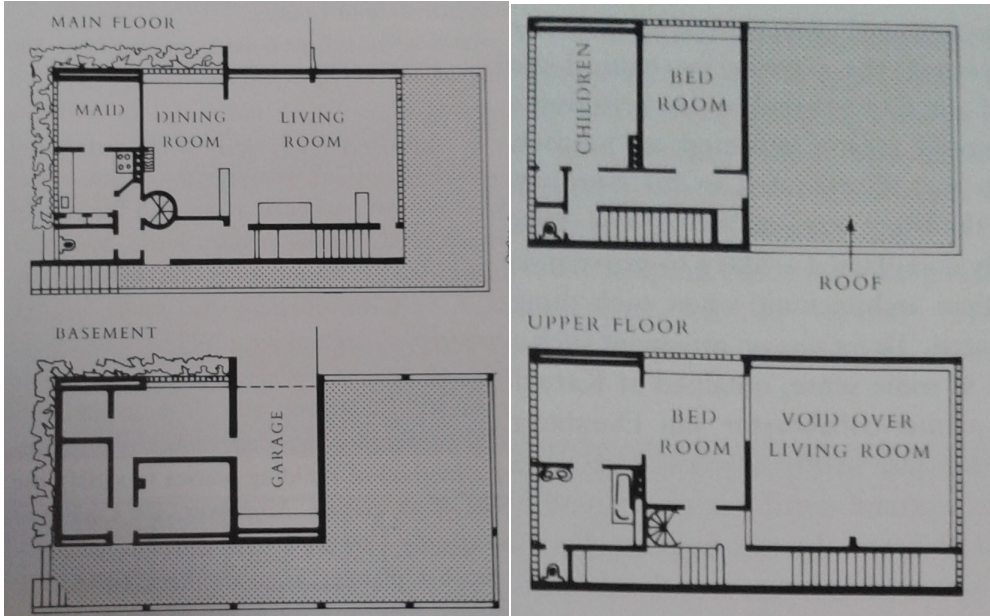 MAIN FLOOR
MAID
DINING
ROOM
LIVING
ROOM
BASEMENT
GARAGE
CHILDREN
BED
ROOM
ROOF
UPPER FLOOR
BED
ROOM
VOID OVER
LIVING ROOM